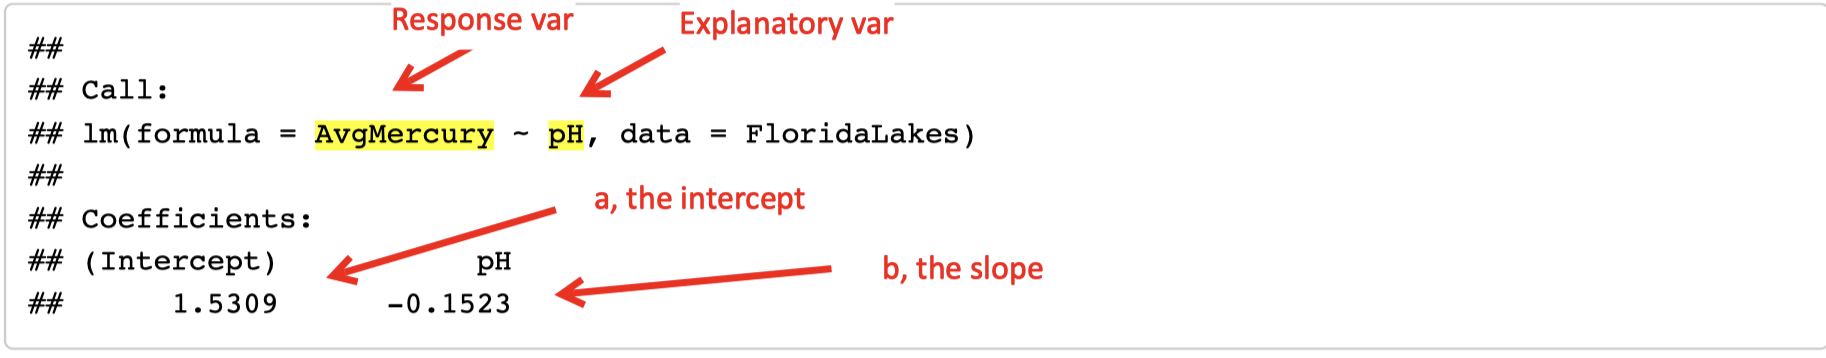 Response var
Explanatory var
##
## Call:
## lm(formula = AvgMercury ~ pH, data = FloridaLakes)
##
a, the intercept
## Coefficients:
## (Intercept)           pH
b, the slope
##      1.5309      -0.1523